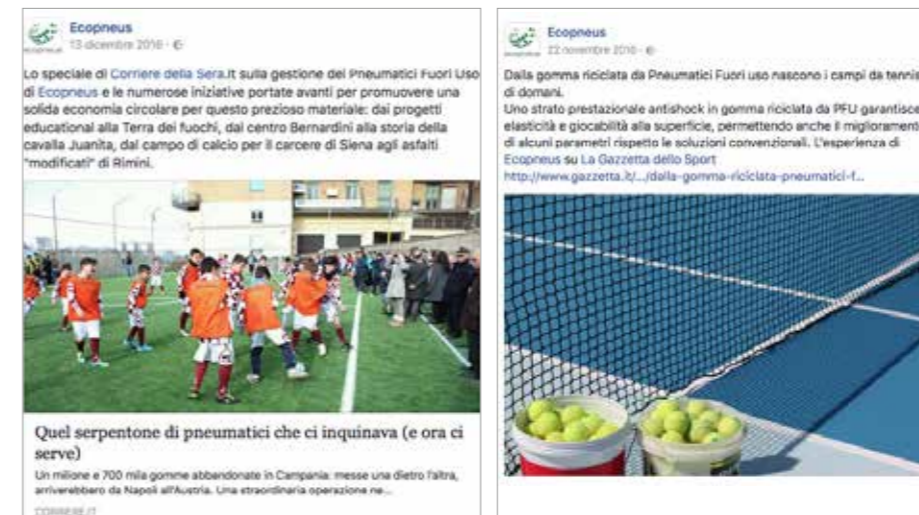 Ecopneus
13 dicembre 2016
Lo speciale di Corriere della Sera.it sulla gestione dei Pneumatici Fuori Uso
di Ecopneus e le numerose iniziative portate avanti per promuovere una
solida economia circolare per questo prezioso materiale: dai progetti
educational alla Terra dei fuochi, dal centro Bernardini alla storia della
cavalla Juanita, dal campo di calcio per il carcere di Siena agli asfalti
"modificati" di Rimini.
Quel serpentone di pneumatici che ci inquinava (e ora ci
serve)
Un milione e 700 mila gomme abbandonate in Campania: messe una dietro l'altra,
arriverebbero da Napoli all'Austria. Una straordinaria operazione ne...
CORRIERE.IT
Ecopneus
22 novembre 2016
Dalla gomma riciclata da Pneumatici Fuori uso nascono i campi da tennis
di domani.
Uno strato prestazionale antishock in gomma riciclata da PFU garantisce
elasticità e giocabilità alla superficie, permettendo anche il miglioramento
di alcuni parametri rispetto le soluzioni convenzionali. L'esperienza di
Ecopneus su La Gazzetta dello Sport
http://www.gazzetta.it/.../dalla-gomma-riciclata-pneumatici-f...